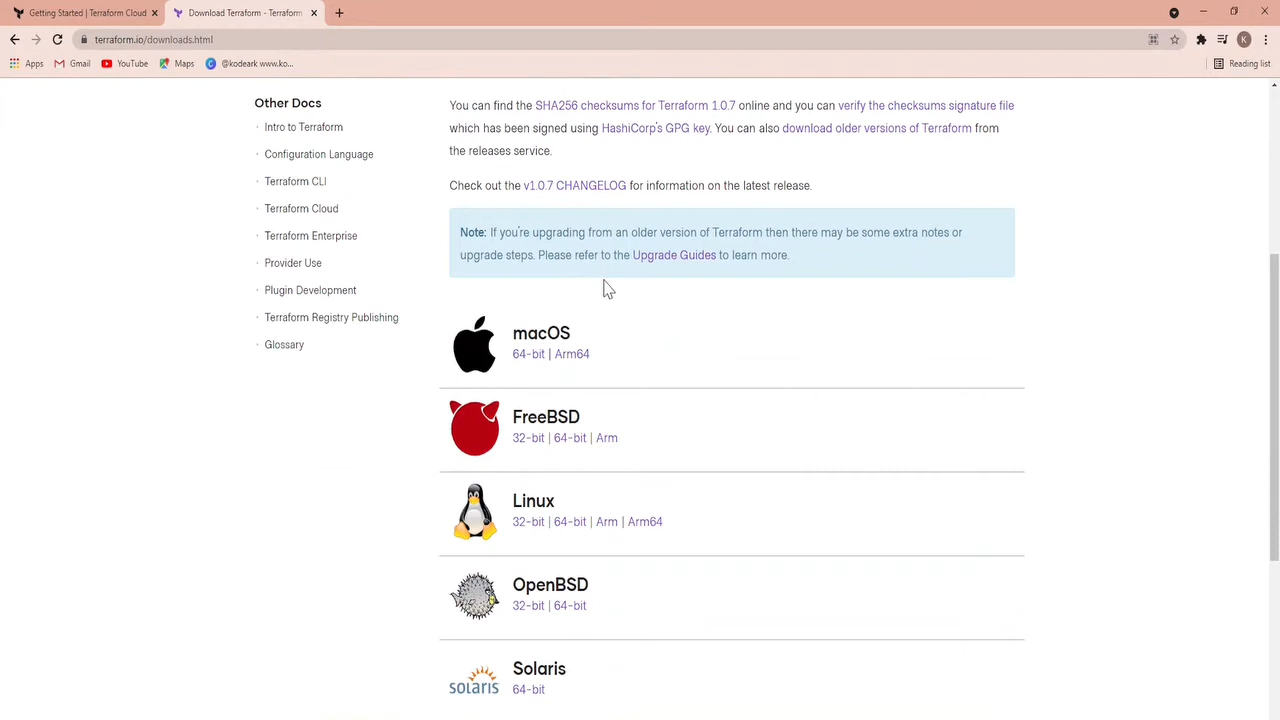 Getting Started | Terraform Cloud
Download Terraform - Terraform
terraform.io/downloads.html
K
Apps
Gmail
YouTube
Maps
@kodeark www.ko...
Reading list
Other Docs
Intro to Terraform
Configuration Language
Terraform CLI
Terraform Cloud
Terraform Enterprise
Provider Use
Plugin Development
Terraform Registry Publishing
Glossary
You can find the SHA256 checksums for Terraform 1.0.7 online and you can verify the checksums signature file
which has been signed using HashiCorp's GPG key. You can also download older versions of Terraform from
the releases service.
Check out the v1.0.7 CHANGELOG for information on the latest release.
Note: If you're upgrading from an older version of Terraform then there may be some extra notes or
upgrade steps. Please refer to the Upgrade Guides to learn more.
macOS
64-bit | Arm64
FreeBSD
32-bit | 64-bit | Arm
Linux
32-bit | 64-bit | Arm | Arm64
OpenBSD
32-bit | 64-bit
solaris
Solaris
64-bit